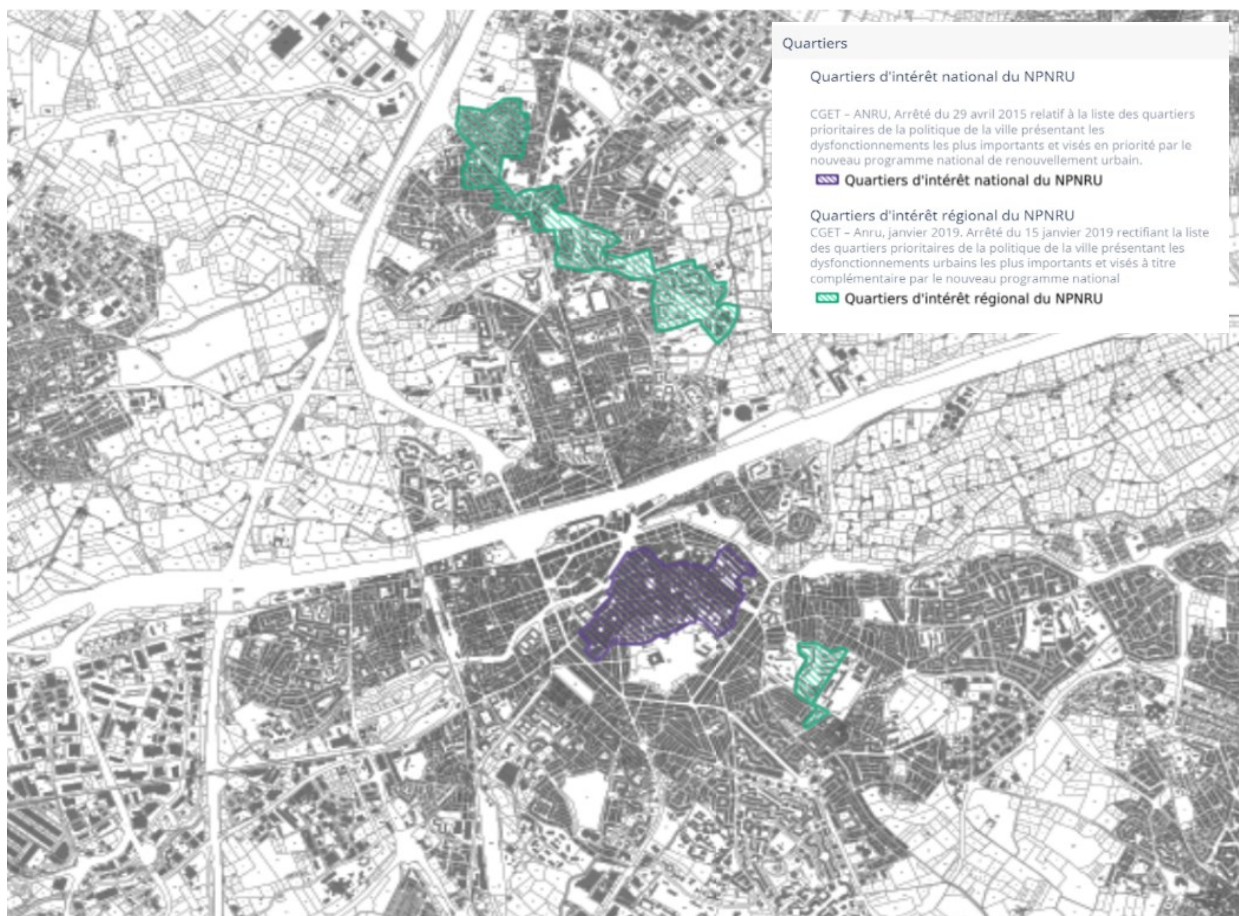 Quartiers
Quartiers d'intérêt national du NPNRU
CGET – ANRU, Arrêté du 29 avril 2015 relatif à la liste des quartiers
prioritaires de la politique de la ville présentant les
dysfonctionnements les plus importants et visés en priorité par le
nouveau programme national de renouvellement urbain.
Quartiers d'intérêt national du NPNRU
Quartiers d'intérêt régional du NPNRU
CGET – Anru, janvier 2019. Arrêté du 15 janvier 2019 rectifiant la liste
des quartiers prioritaires de la politique de la ville présentant les
dysfonctionnements urbains les plus importants et visés à titre
complémentaire par le nouveau programme national
Quartiers d'intérêt régional du NPNRU